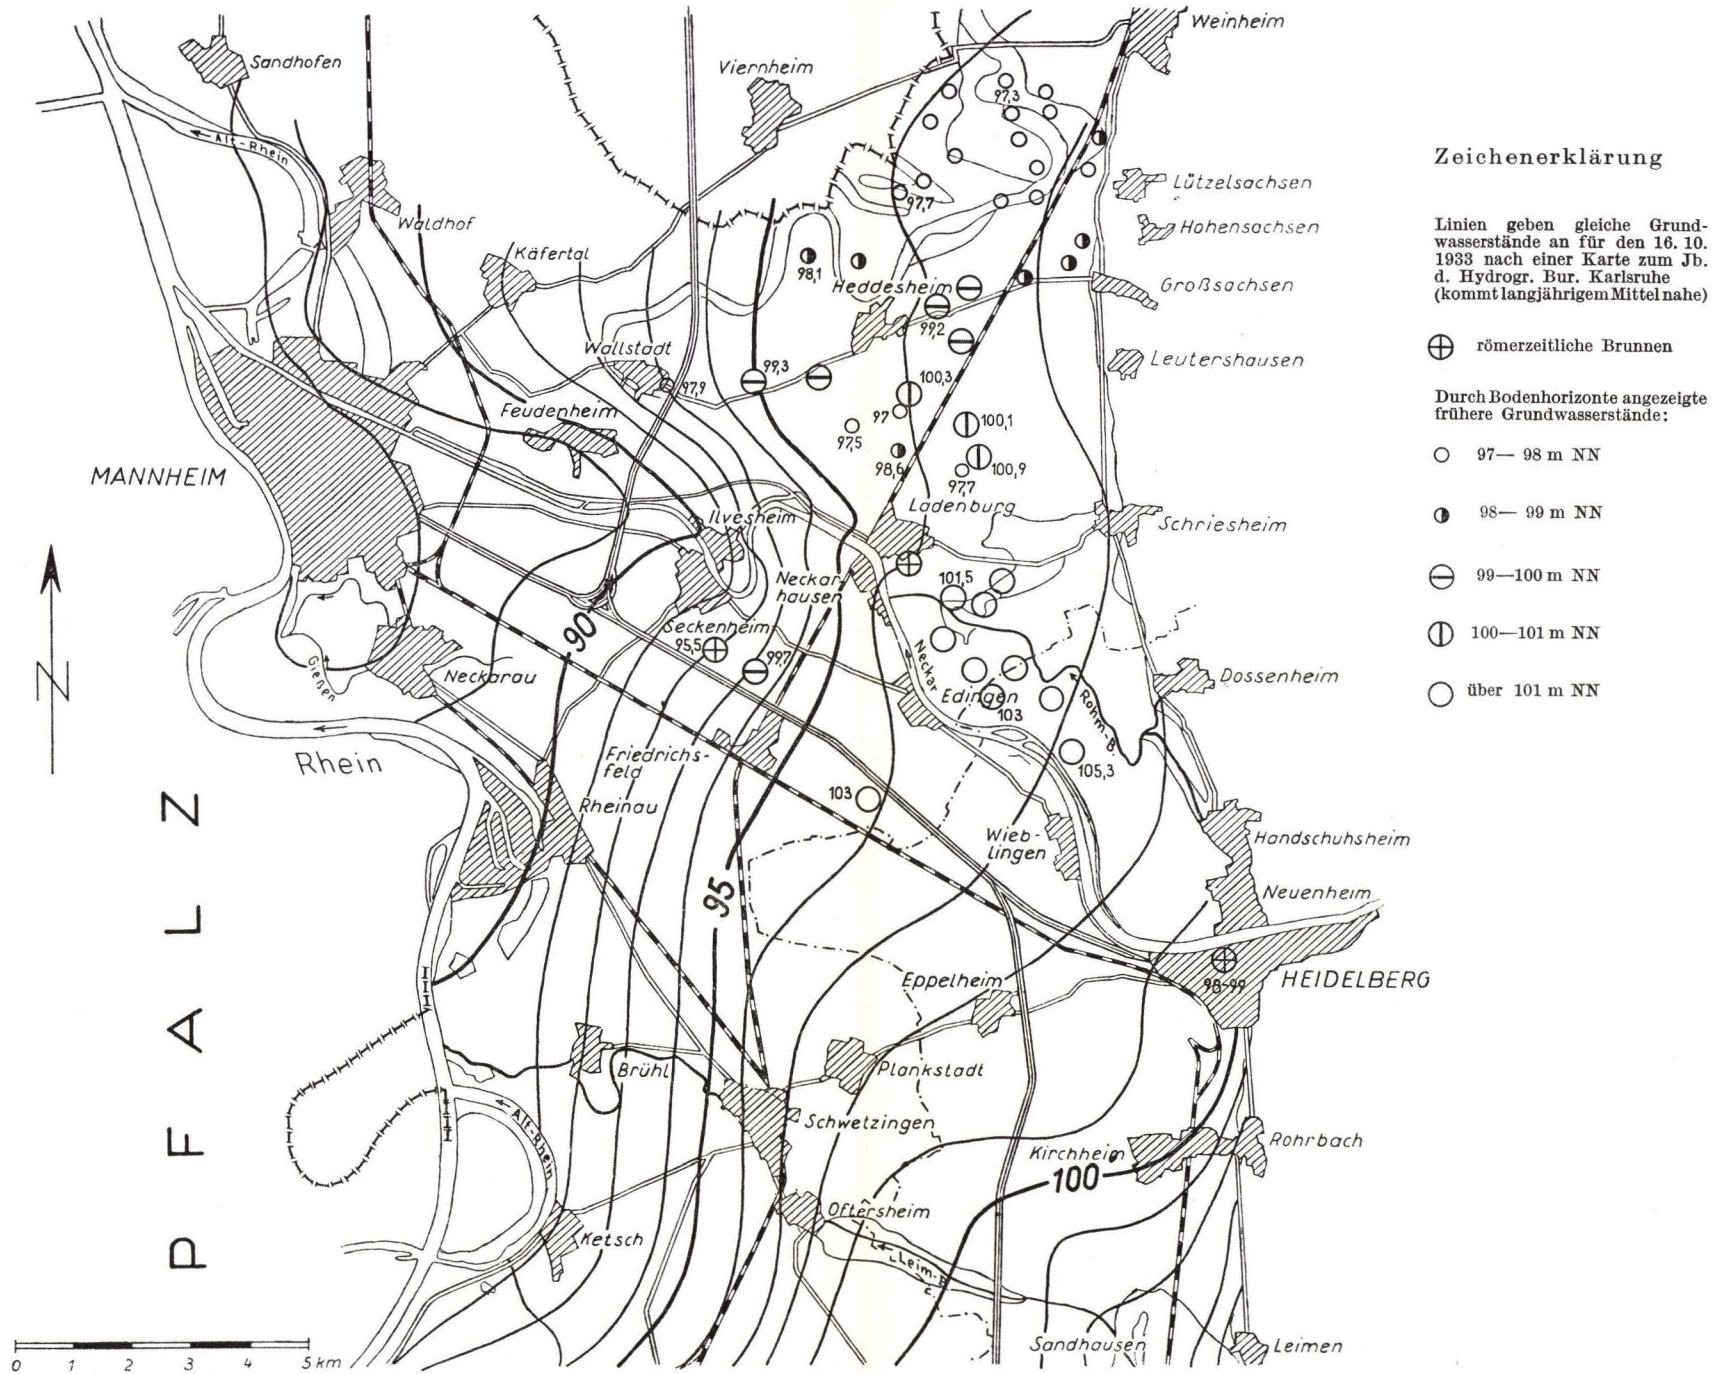 Weinheim
Sandhofen
Viernheim
97,3
Alt-Rhein
Zeichenerklärung
Lützelsachsen
97,7
Waldhof
Hohensachsen
Käfertal
98,1
Heddesheim
Großsachsen
Linien geben gleiche Grund-
wasserstände an für den 16. 10.
1933 nach einer Karte zum Jb.
d. Hydrogr. Bur. Karlsruhe
(kommt langjährigem Mittel nahe)
99,2
Wallstadt
Leutershausen
römerzeitliche Brunnen
99,3
97,9
100,3
Durch Bodenhorizonte angezeigte
frühere Grundwasserstände:
Feudenheim
97
100,1
97,5
97— 98 m NN
MANNHEIM
98,6
100,9
97,7
Ladenburg
98— 99 m NN
Ilvesheim
Schriesheim
Neckar-
hausen
101,5
99—100 m NN
90
Seckenheim
95,5
99,7
100—101 m NN
Gießen
Neckarau
Neckar
Dossenheim
N
Edingen
103
Rohm-B.
über 101 m NN
Rhein
Friedrichs-
feld
105,3
Rheinau
103
Wieb-
lingen
Handschuhsheim
PFALZ
95
Neuenheim
Eppelheim
98-99
HEIDELBERG
Brühl
Plankstadt
Alt-Rhein
Schwetzingen
Kirchheim
Rohrbach
100
Oftersheim
Ketsch
Leim-B.
Sandhausen
Leimen
0 1 2 3 4 5 km